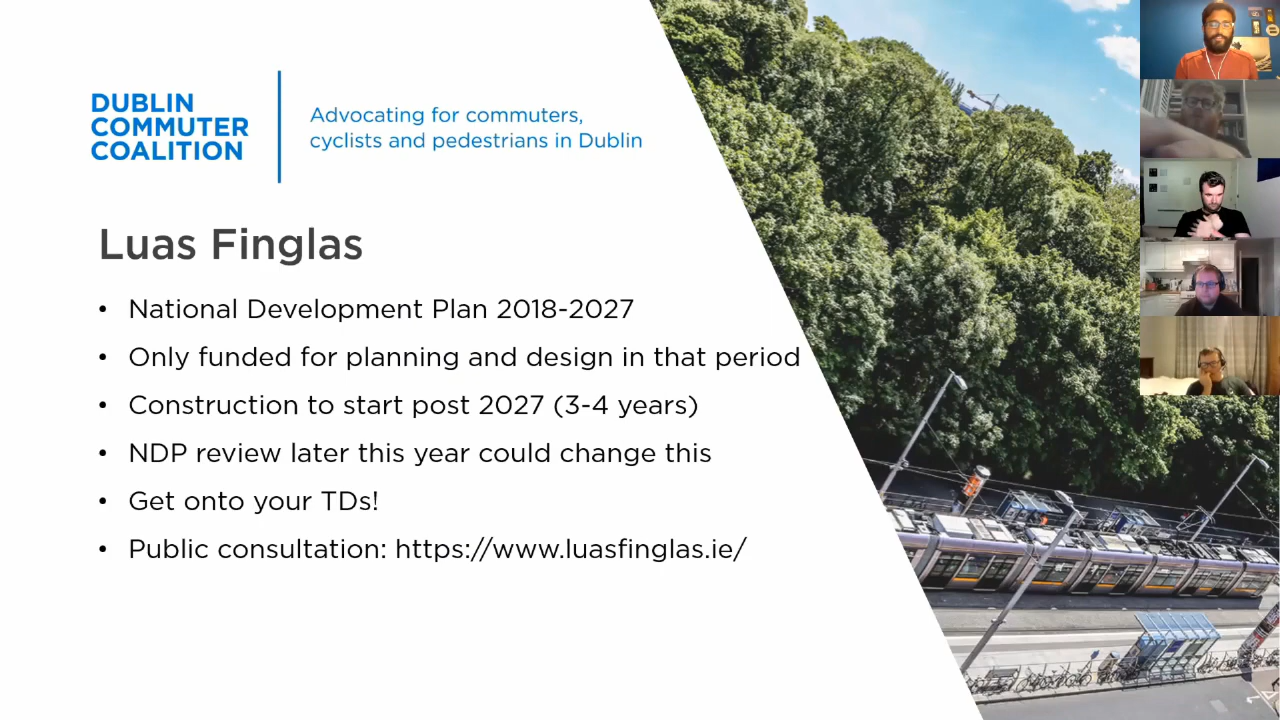 DUBLIN
COMMUTER
COALITION
Advocating for commuters,
cyclists and pedestrians in Dublin
Luas Finglas
• National Development Plan 2018-2027
• Only funded for planning and design in that period
• Construction to start post 2027 (3-4 years)
• NDP review later this year could change this
• Get onto your TDs!
• Public consultation: https://www.luasfinglas.ie/